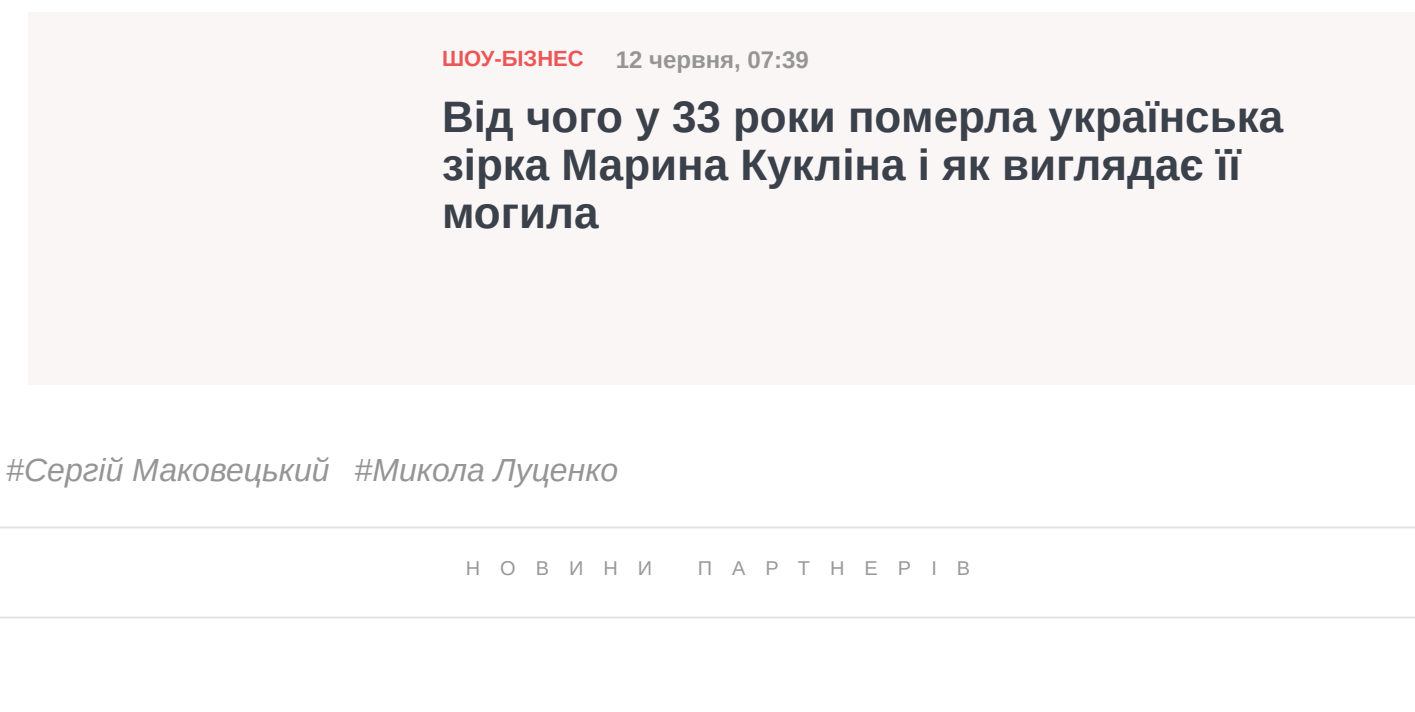 ШОУ-БІЗНЕС 12 червня, 07:39
Від чого у 33 роки померла українська
зірка Марина Кукліна і як виглядає її
могила
#Сергій Маковецький #Микола Луценко
НОВИНИ ПАРТНЕРІВ